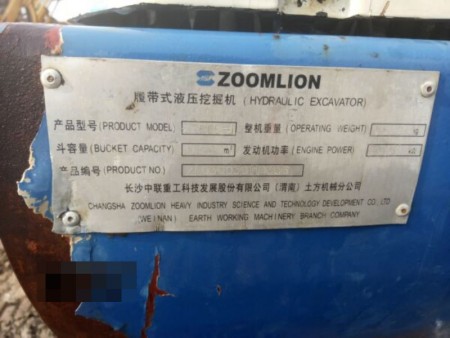 ZOOMLION
履带式液压挖掘机 (HYDRAULIC EXCAVATOR)
产品型号 (PRODUCT MODEL) 整机重量 (OPERATING WEIGHT) kg
斗容量 (BUCKET CAPACITY) m³ 发动机功率 (ENGINE POWER)
产品编号 (PRODUCT NO)
长沙中联重工科技发展股份有限公司（渭南）土方机械分公司
CHANGSHA ZOOMLION HEAVY INDUSTRY SCIENCE AND TECHNOLOGY DEVELOPMENT CO. LTD
(WEINAN) EARTH WORKING MACHINERY BRANCH COMPANY